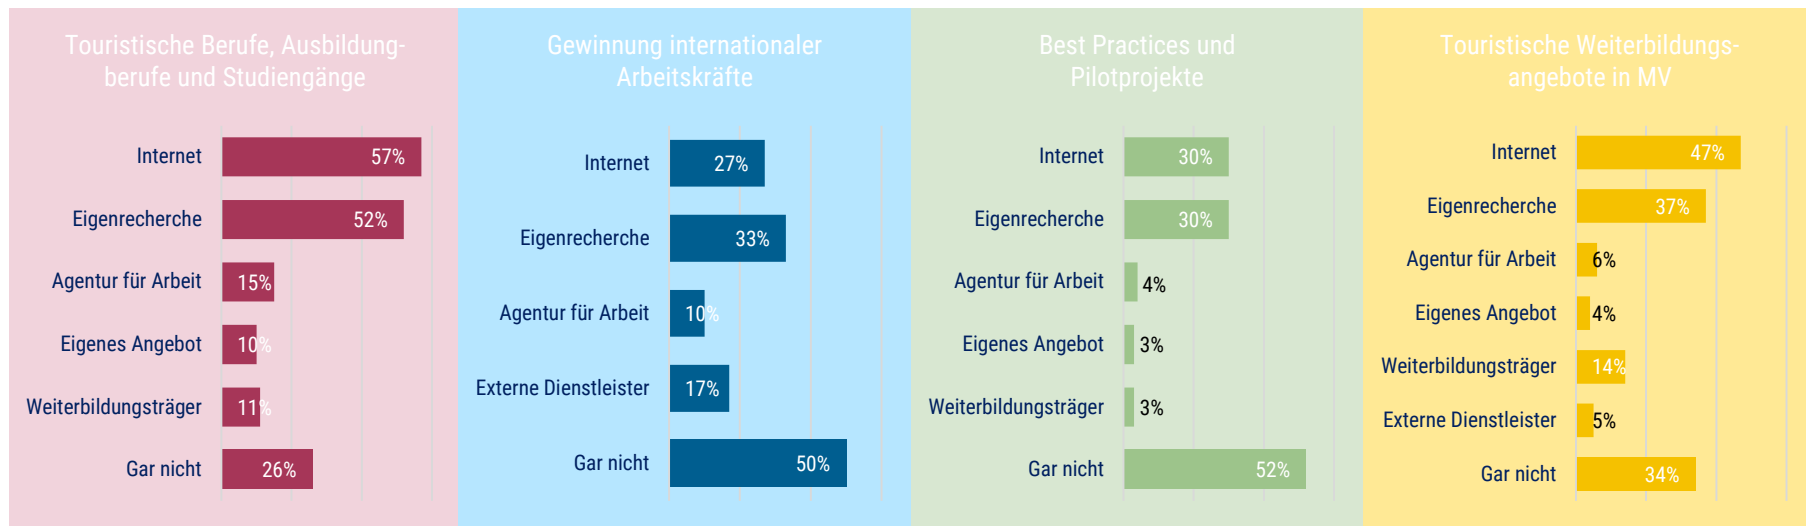 Touristische Berufe, Ausbildung-
berufe und Studiengänge
Internet 57%
Eigenrecherche 52%
Agentur für Arbeit 15%
Eigenes Angebot 10%
Weiterbildungsträger 11%
Gar nicht 26%
Gewinnung internationaler
Arbeitskräfte
Internet 27%
Eigenrecherche 33%
Agentur für Arbeit 10%
Externe Dienstleister 17%
Gar nicht 50%
Best Practices und
Pilotprojekte
Internet 30%
Eigenrecherche 30%
Agentur für Arbeit 4%
Eigenes Angebot 3%
Weiterbildungsträger 3%
Gar nicht 52%
Touristische Weiterbildungs-
angebote in MV
Internet 47%
Eigenrecherche 37%
Agentur für Arbeit 6%
Eigenes Angebot 4%
Weiterbildungsträger 14%
Externe Dienstleister 5%
Gar nicht 34%